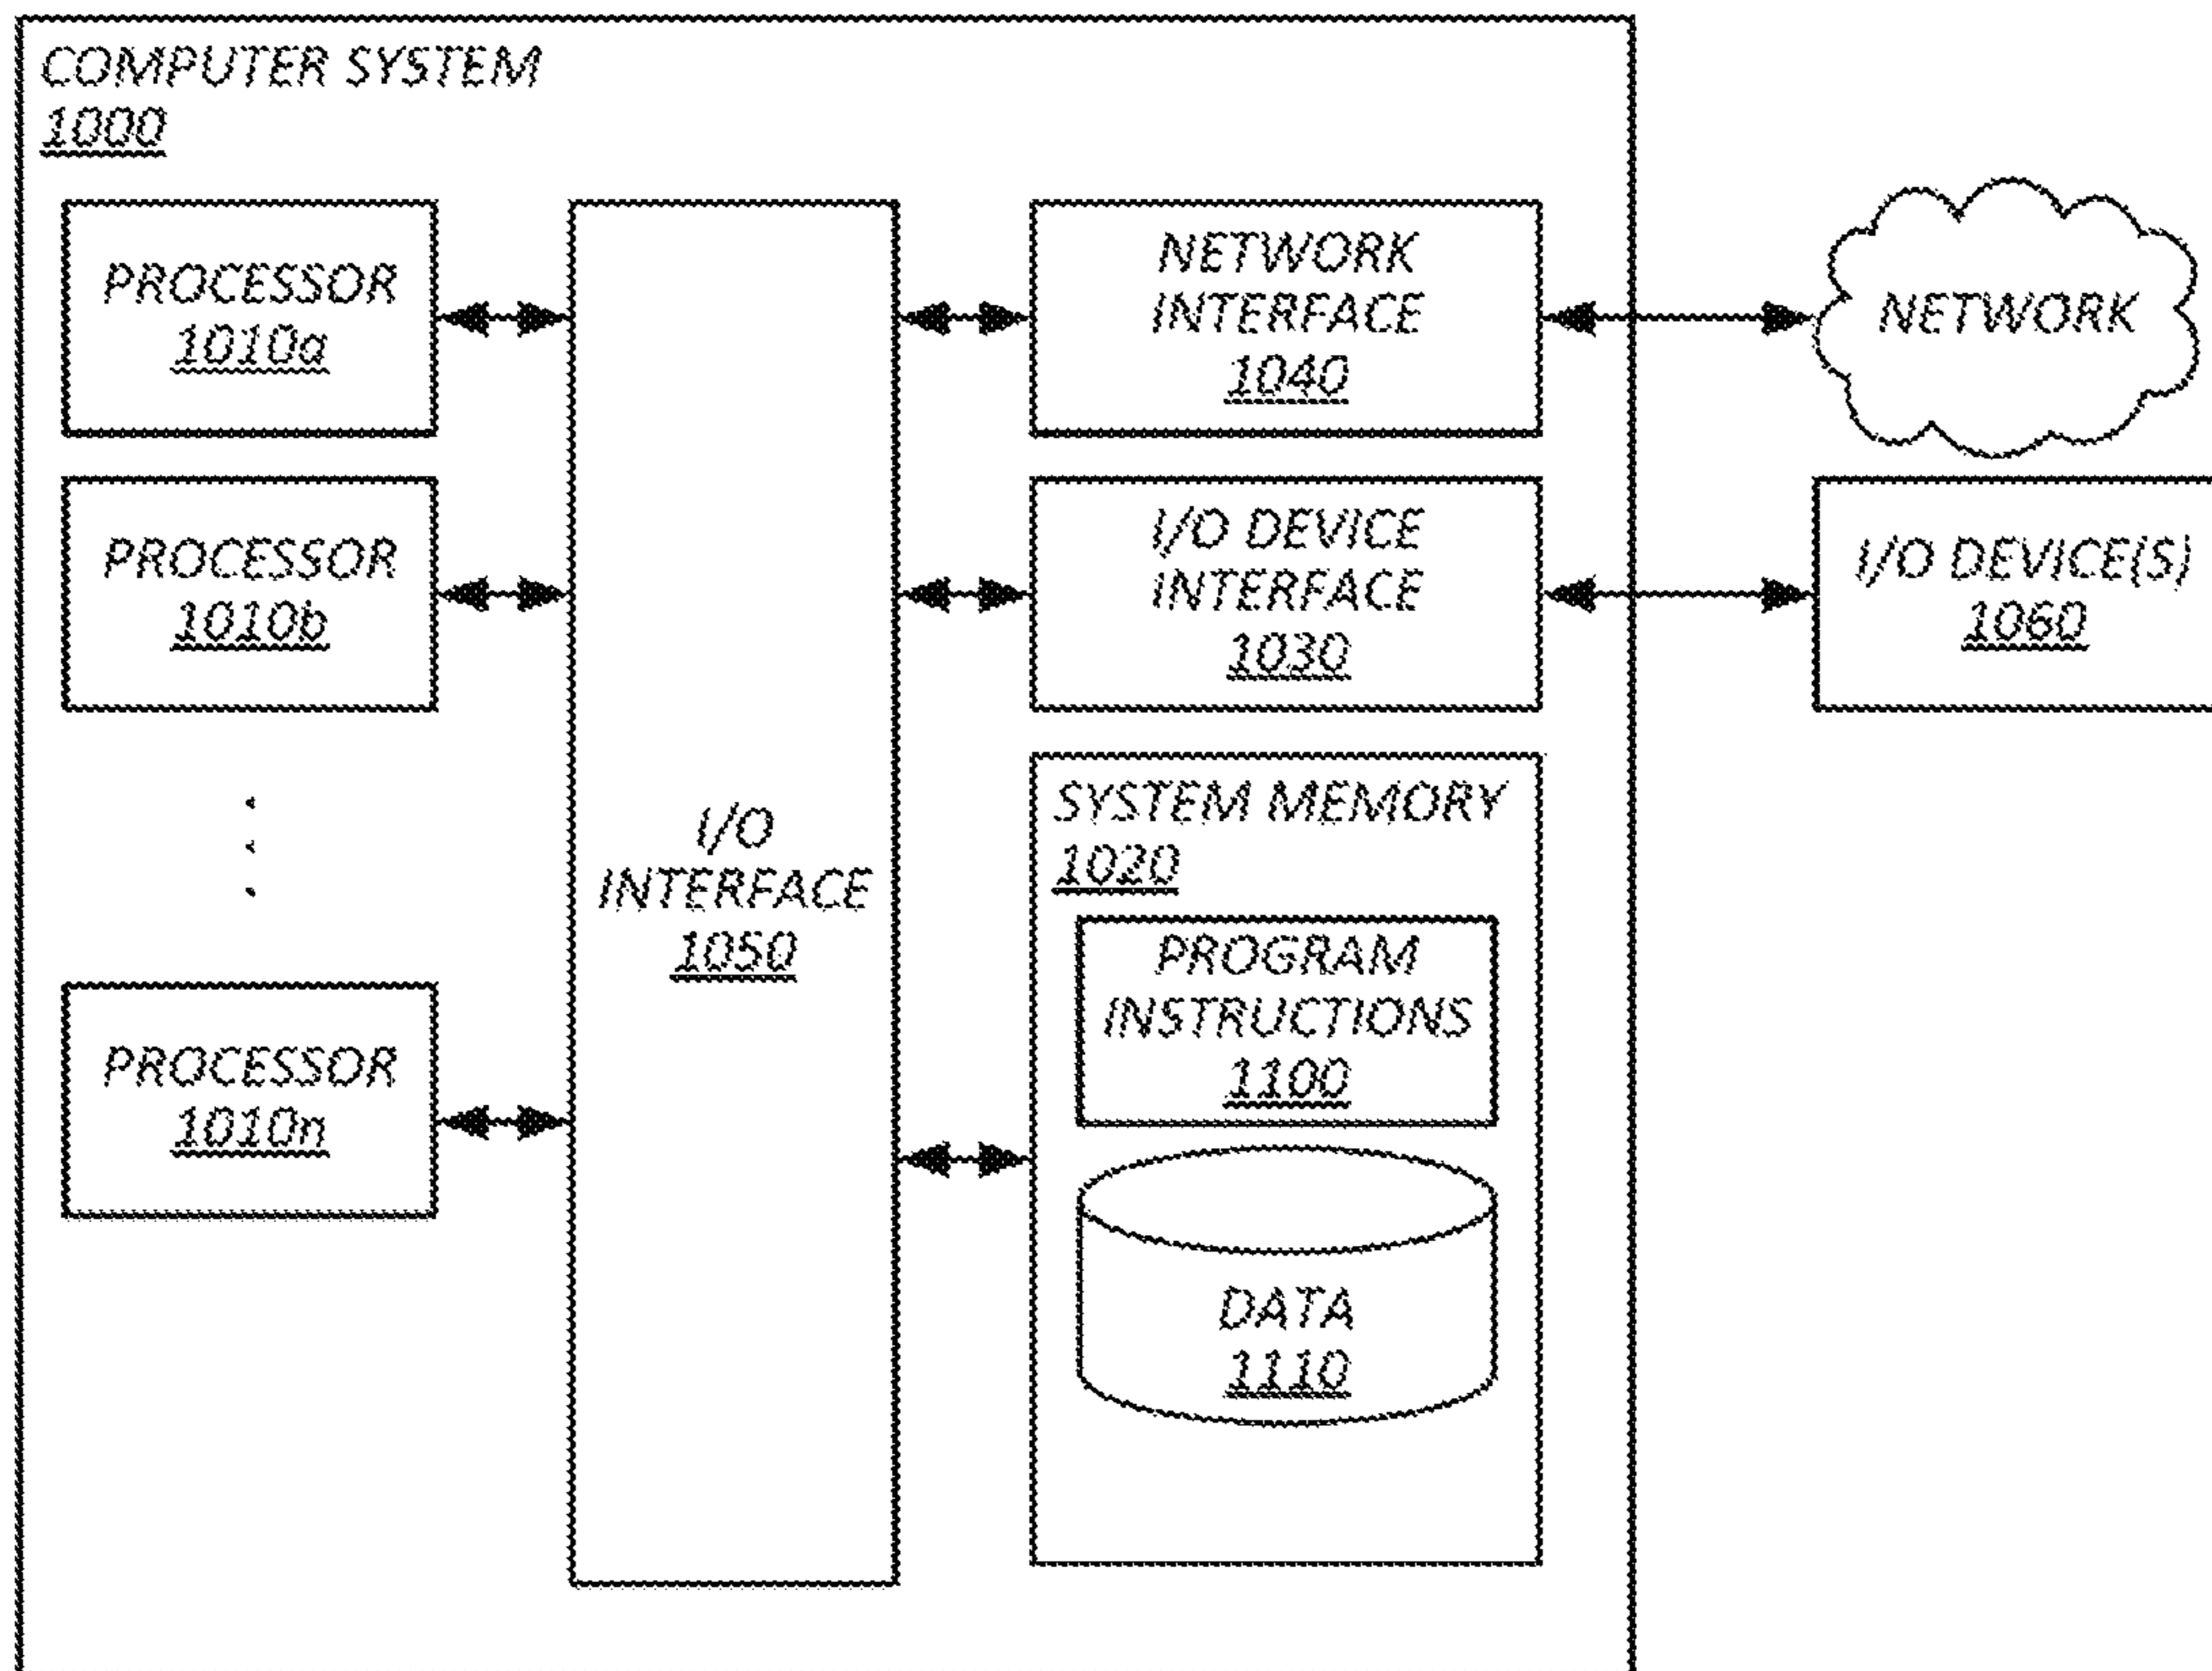 COMPUTER SYSTEM
1000
PROCESSOR
1010a
PROCESSOR
1010b
PROCESSOR
1010n
I/O
INTERFACE
1050
NETWORK
INTERFACE
1040
I/O DEVICE
INTERFACE
1030
SYSTEM MEMORY
1020
PROGRAM
INSTRUCTIONS
1100
DATA
1110
NETWORK
I/O DEVICE(S)
1060